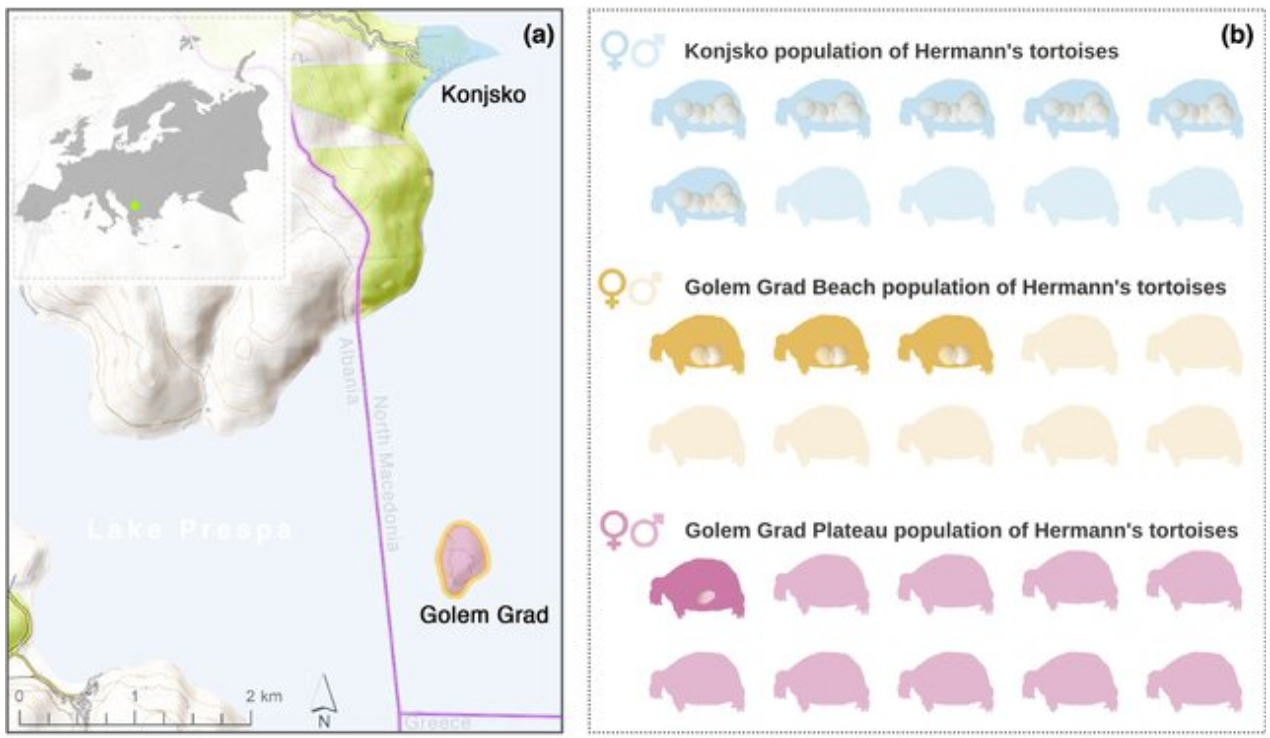 (a)
Konjsko
Albania
North Macedonia
Lake Prespa
Golem Grad
0 1 2 km
N
Greece
(b)
Konjsko population of Hermann's tortoises
Golem Grad Beach population of Hermann's tortoises
Golem Grad Plateau population of Hermann's tortoises